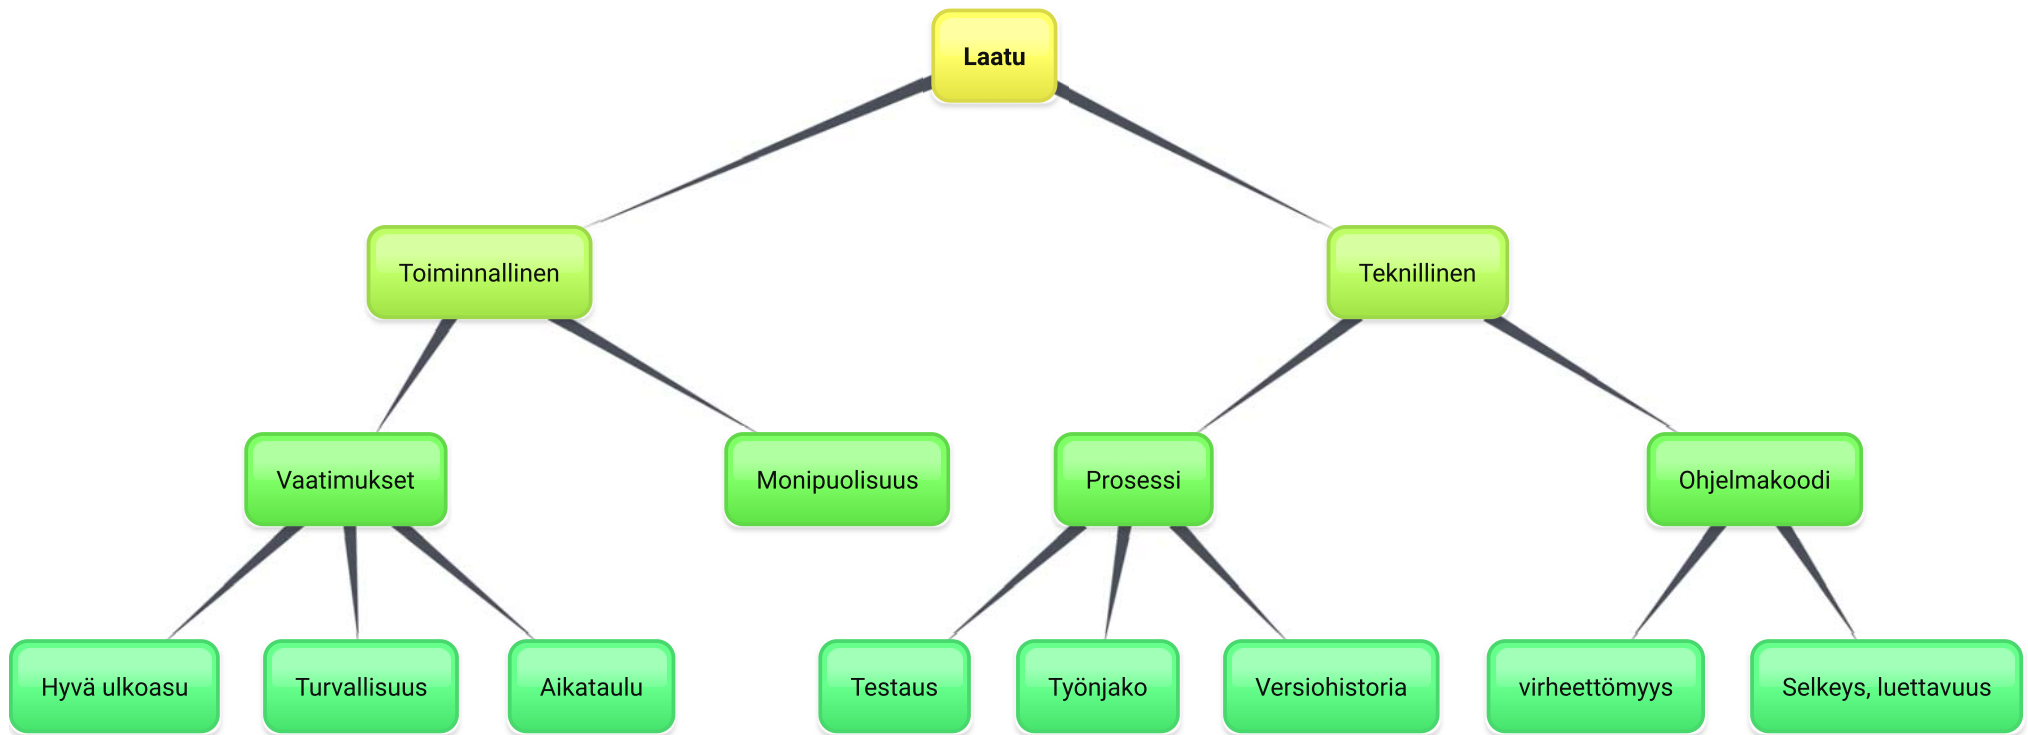 Laatu
Toiminnallinen
Teknillinen
Vaatimukset
Monipuolisuus
Prosessi
Ohjelmakoodi
Hyvä ulkoasu
Turvallisuus
Aikataulu
Testaus
Työnjako
Versiohistoria
virheettömyys
Selkeys, luettavuus